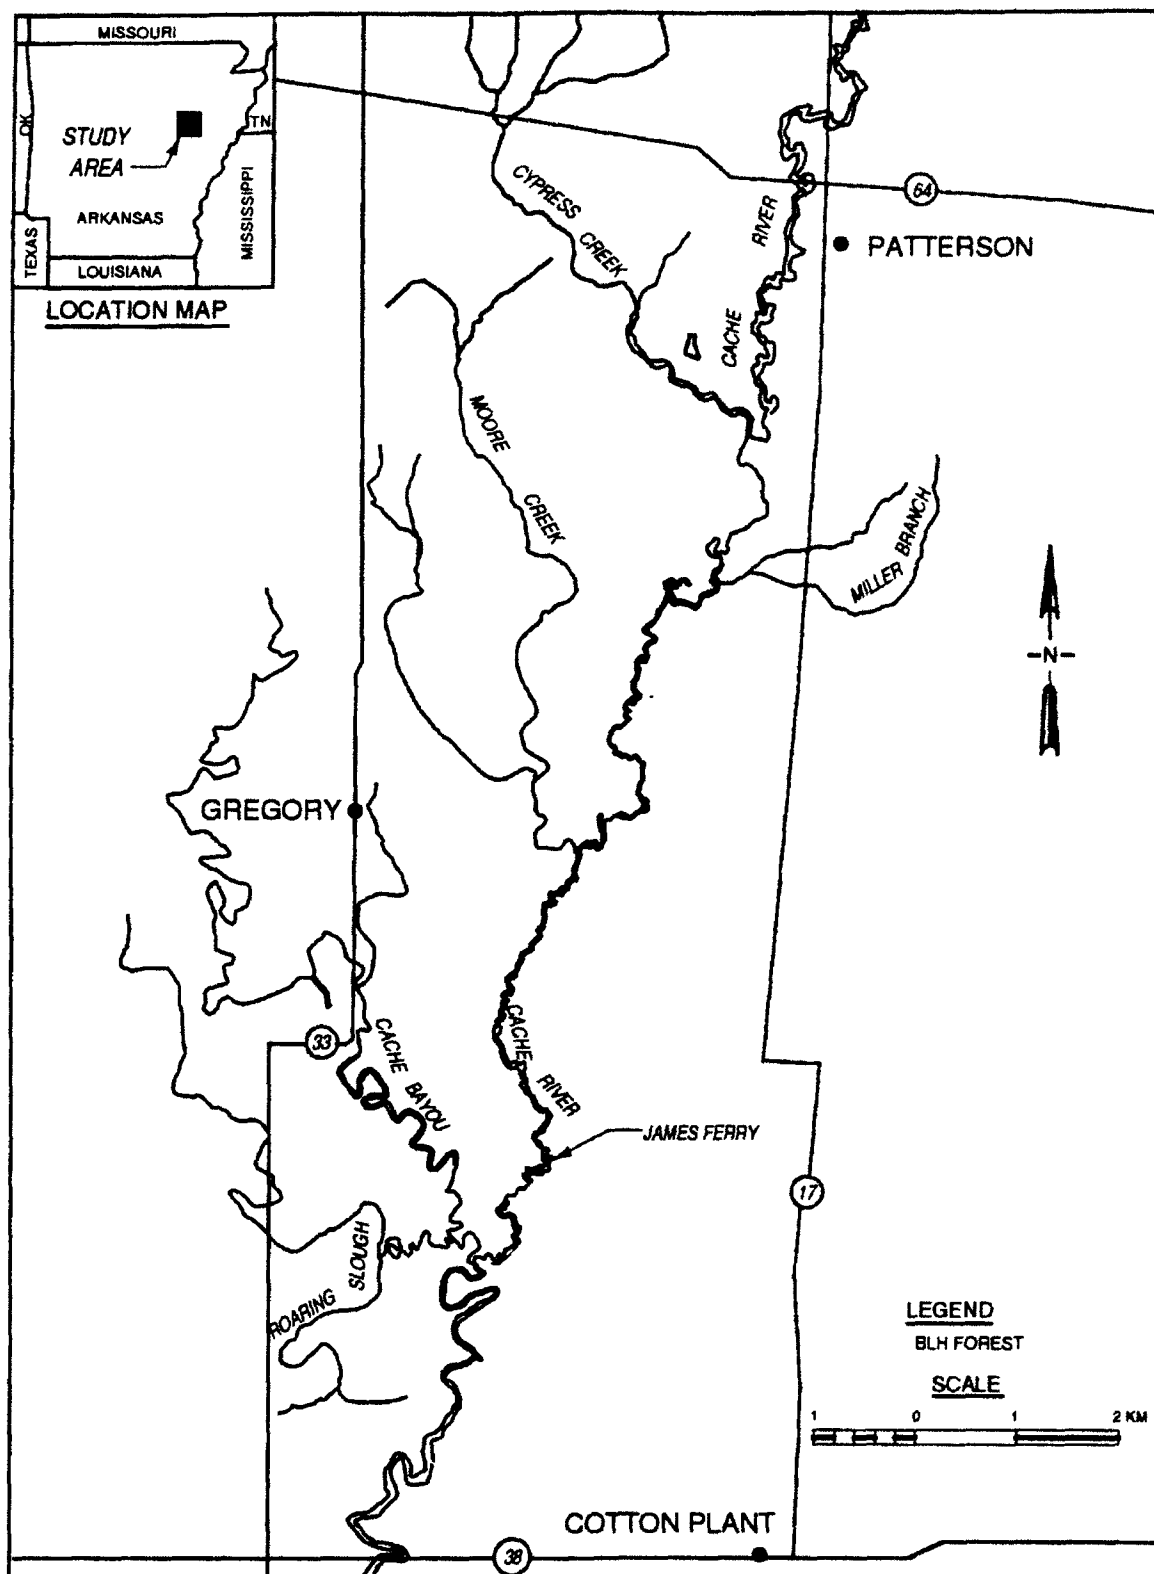 MISSOURI
OK
TN
STUDY
AREA
ARKANSAS
MISSISSIPPI
TEXAS
LOUISIANA
LOCATION MAP
CYPRESS
CREEK
RIVER
CACHE
64
PATTERSON
MOORE
CREEK
MILLER BRANCH
-N-
GREGORY
33
CACHE BAYOU
CACHE
RIVER
JAMES FERRY
17
ROARING
SLOUGH
LEGEND
BLH FOREST
SCALE
1 0 1 2 KM
COTTON PLANT
38